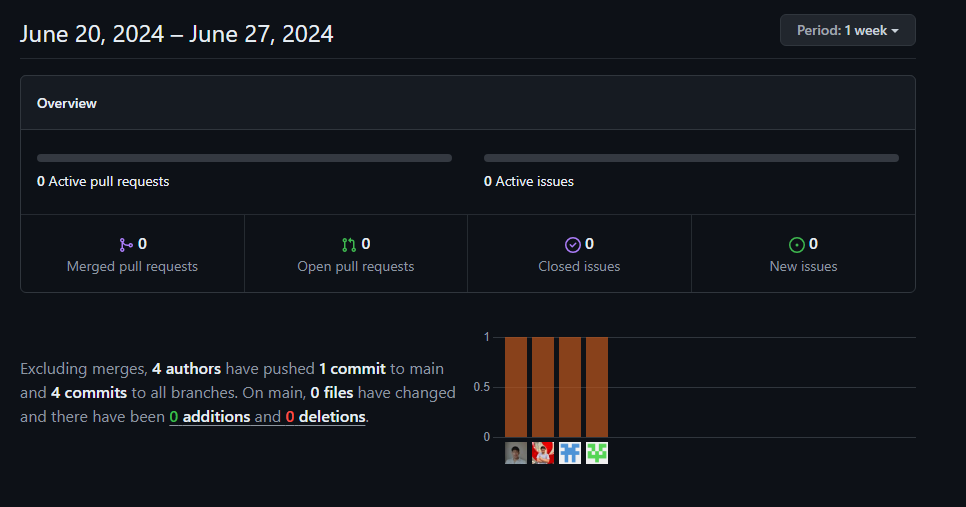 June 20, 2024 – June 27, 2024
Period: 1 week
Overview
0 Active pull requests
0 Active issues
0
Merged pull requests
0
Open pull requests
0
Closed issues
0
New issues
Excluding merges, 4 authors have pushed 1 commit to main
and 4 commits to all branches. On main, 0 files have changed
and there have been 0 additions and 0 deletions.
1
0.5
0